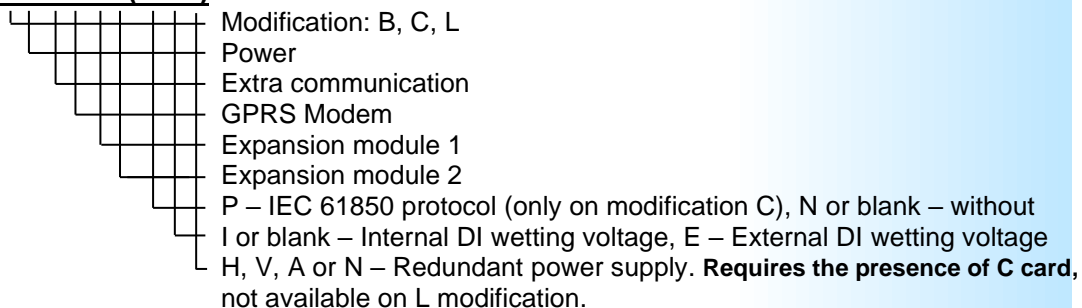 Modification: B, C, L
Power
Extra communication
GPRS Modem
Expansion module 1
Expansion module 2
P – IEC 61850 protocol (only on modification C), N or blank – without
I or blank – Internal DI wetting voltage, E – External DI wetting voltage
H, V, A or N – Redundant power supply. Requires the presence of C card,
not available on L modification.